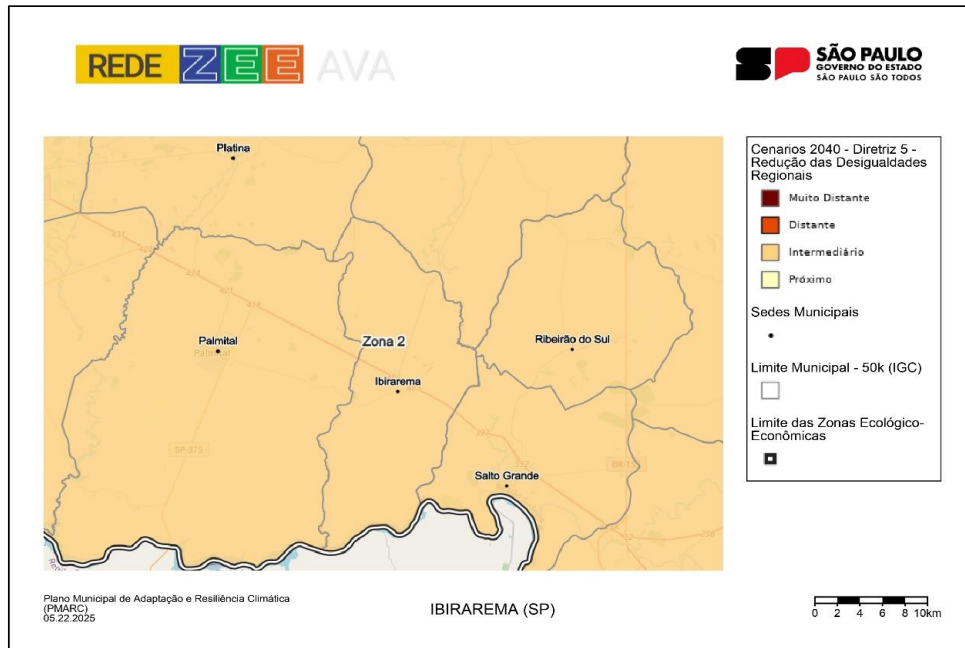 REDE ZEE AVA
SÃO PAULO
GOVERNO DO ESTADO
SÃO PAULO SÃO TODOS
Platina
Palmital
Palmital
Zona 2
Ibirarema
Ribeirão do Sul
Salto Grande
SP-375
421
424
421
Cenarios 2040 - Diretriz 5 -
Redução das Desigualdades
Regionais
Muito Distante
Distante
Intermediário
Próximo
Sedes Municipais
Limite Municipal - 50k (IGC)
Limite das Zonas Ecológico-
Econômicas
Plano Municipal de Adaptação e Resiliência Climática
(PMARC)
05.22.2025
IBIRAREMA (SP)
0 2 4 6 8 10km